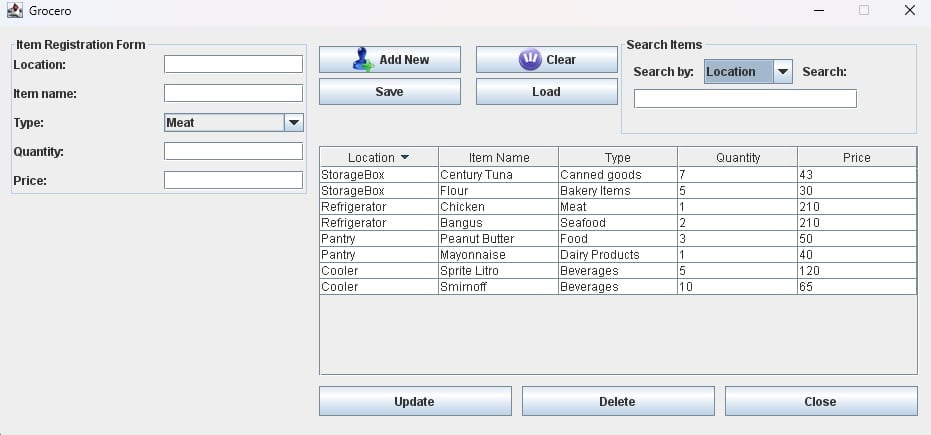 Grocero
Item Registration Form
Location:
Item name:
Type: Meat
Quantity:
Price:
Add New Clear
Save Load
Search Items
Search by: Location Search:
Location Item Name Type Quantity Price
StorageBox Century Tuna Canned goods 7 43
StorageBox Flour Bakery Items 5 30
Refrigerator Chicken Meat 1 210
Refrigerator Bangus Seafood 2 210
Pantry Peanut Butter Food 3 50
Pantry Mayonnaise Dairy Products 1 40
Cooler Sprite Litro Beverages 5 120
Cooler Smirnoff Beverages 10 65
Update Delete Close